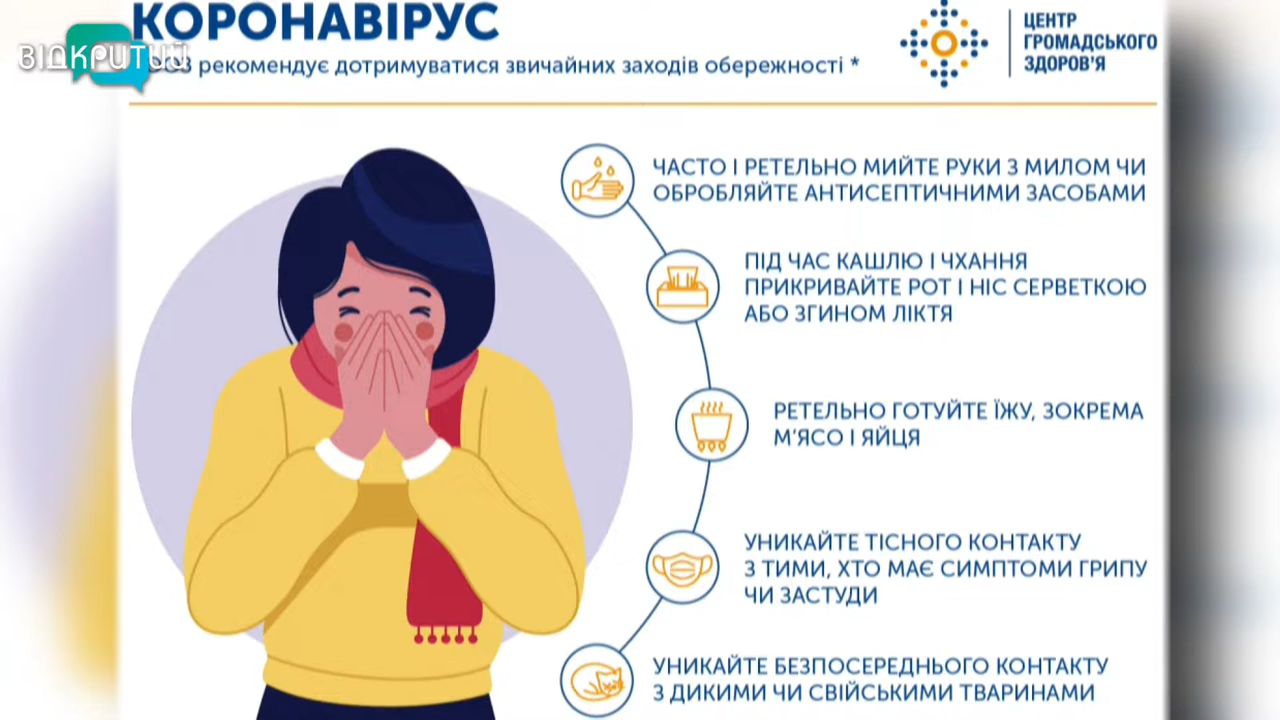 КОРОНАВІРУС
ВІДКРИТИЙ
рекомендує дотримуватися звичайних заходів обережності *
ЦЕНТР
ГРОМАДСЬКОГО
ЗДОРОВ'Я
ЧАСТО І РЕТЕЛЬНО МИЙТЕ РУКИ З МИЛОМ ЧИ
ОБРОБЛЯЙТЕ АНТИСЕПТИЧНИМИ ЗАСОБАМИ
ПІД ЧАС КАШЛЮ І ЧХАННЯ
ПРИКРИВАЙТЕ РОТ І НІС СЕРВЕТКОЮ
АБО ЗГИНОМ ЛІКТЯ
РЕТЕЛЬНО ГОТУЙТЕ ЇЖУ, ЗОКРЕМА
М'ЯСО І ЯЙЦЯ
УНИКАЙТЕ ТІСНОГО КОНТАКТУ
З ТИМИ, ХТО МАЄ СИМПТОМИ ГРИПУ
ЧИ ЗАСТУДИ
УНИКАЙТЕ БЕЗПОСЕРЕДНЬОГО КОНТАКТУ
З ДИКИМИ ЧИ СВІЙСЬКИМИ ТВАРИНАМИ